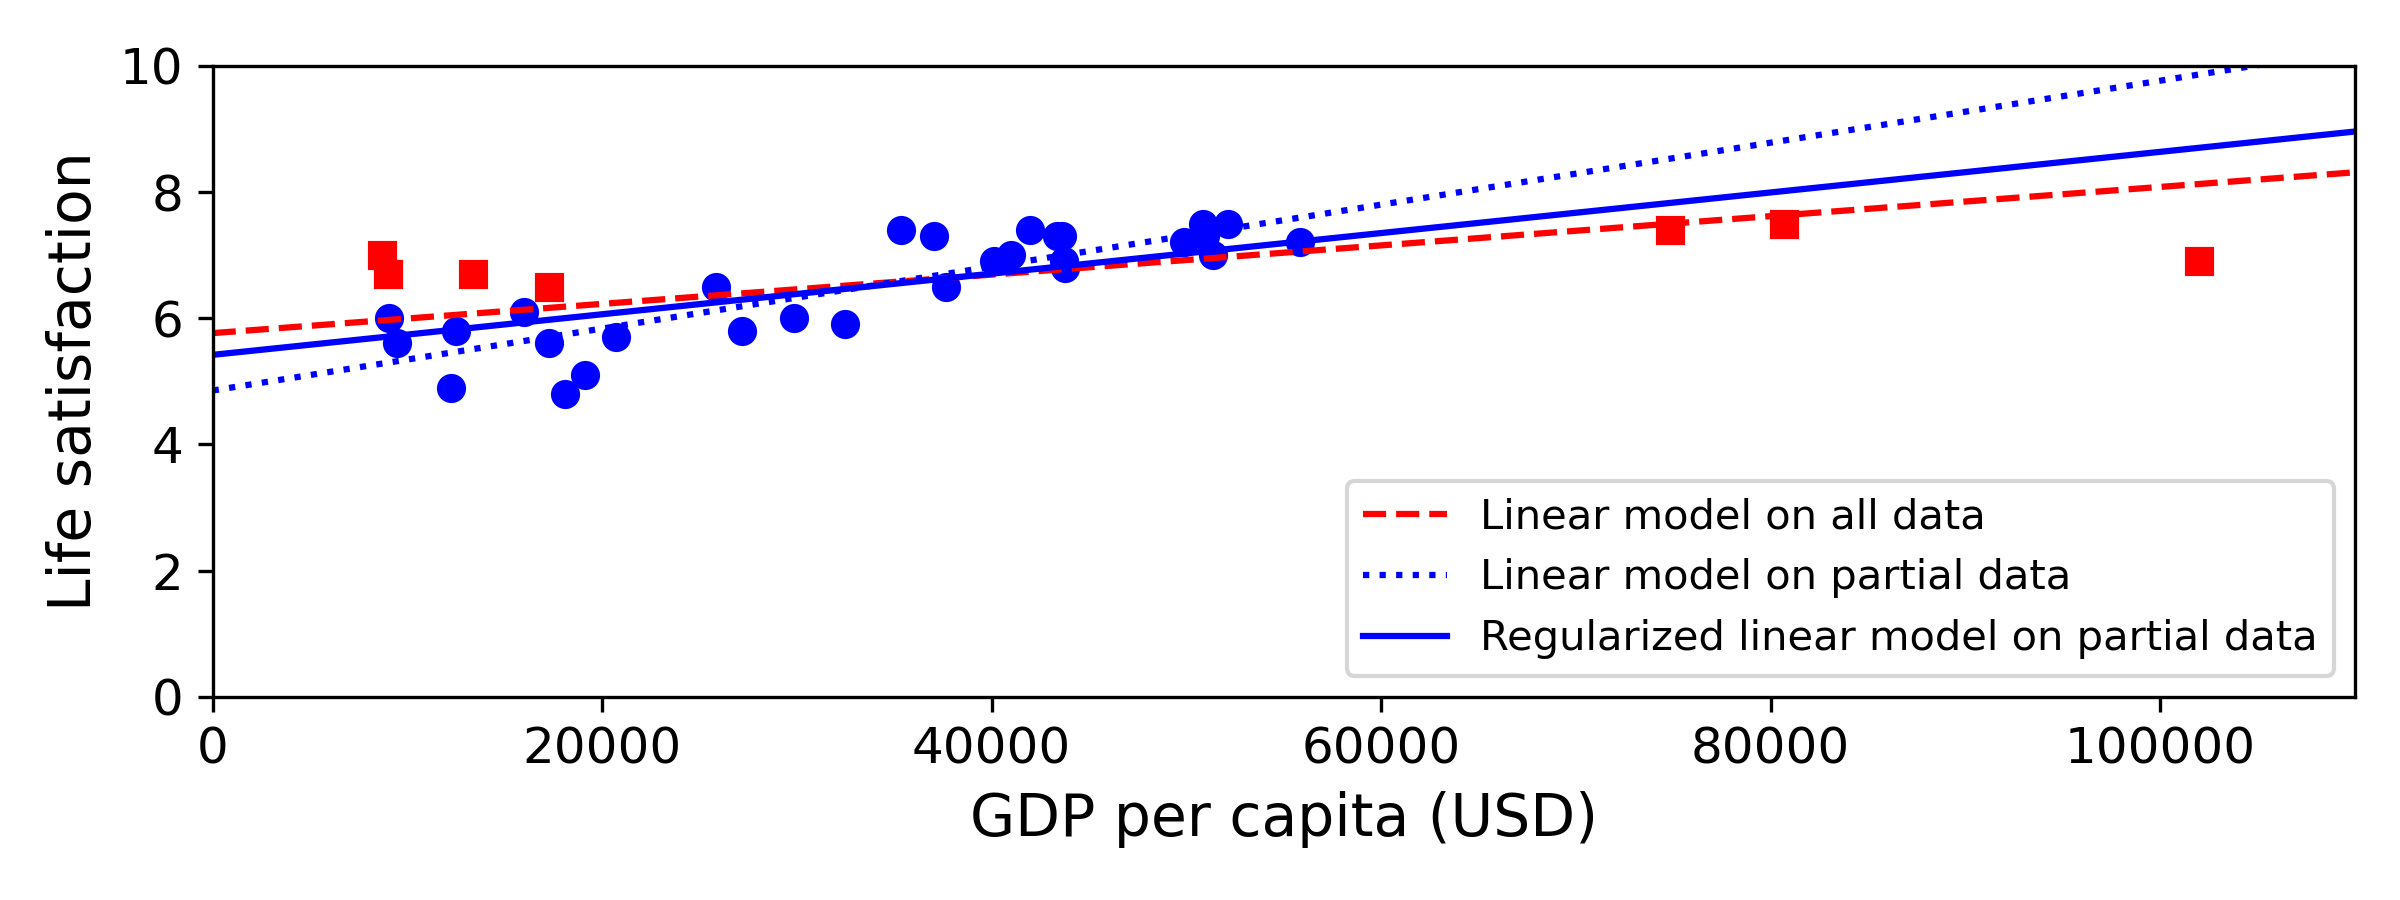 10
8
6
4
2
0
Life satisfaction
Linear model on all data
Linear model on partial data
Regularized linear model on partial data
0 20000 40000 60000 80000 100000
GDP per capita (USD)